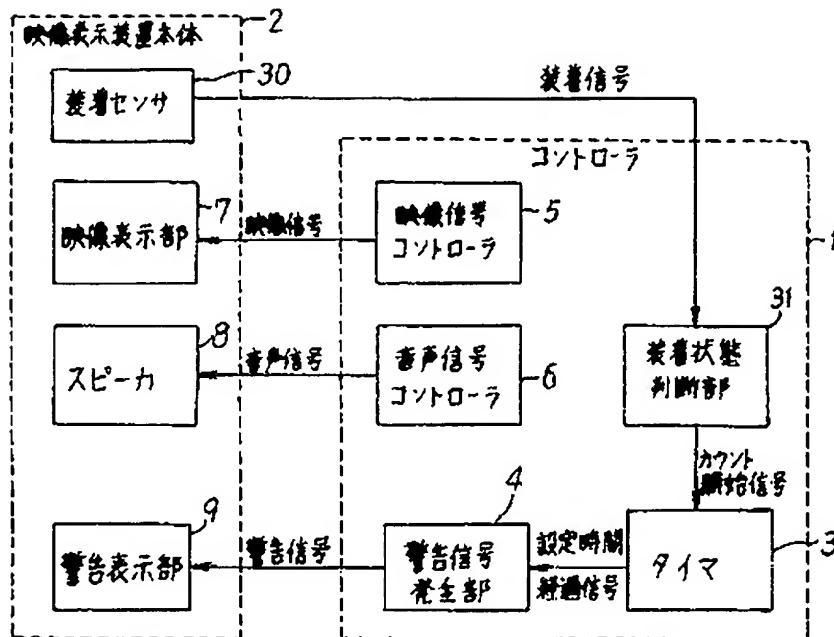 映像表示装置本体
2
30
装着センサ
装着信号
コントローラ
7
映像表示部
映像信号
映像信号
コントローラ
5
31
8
スピーカ
音声信号
音声信号
コントローラ
6
装着状態
判断部
カウント
開始信号
9
警告表示部
警告信号
4
警告信号
発生部
設定時間
経過信号
タイマ
3